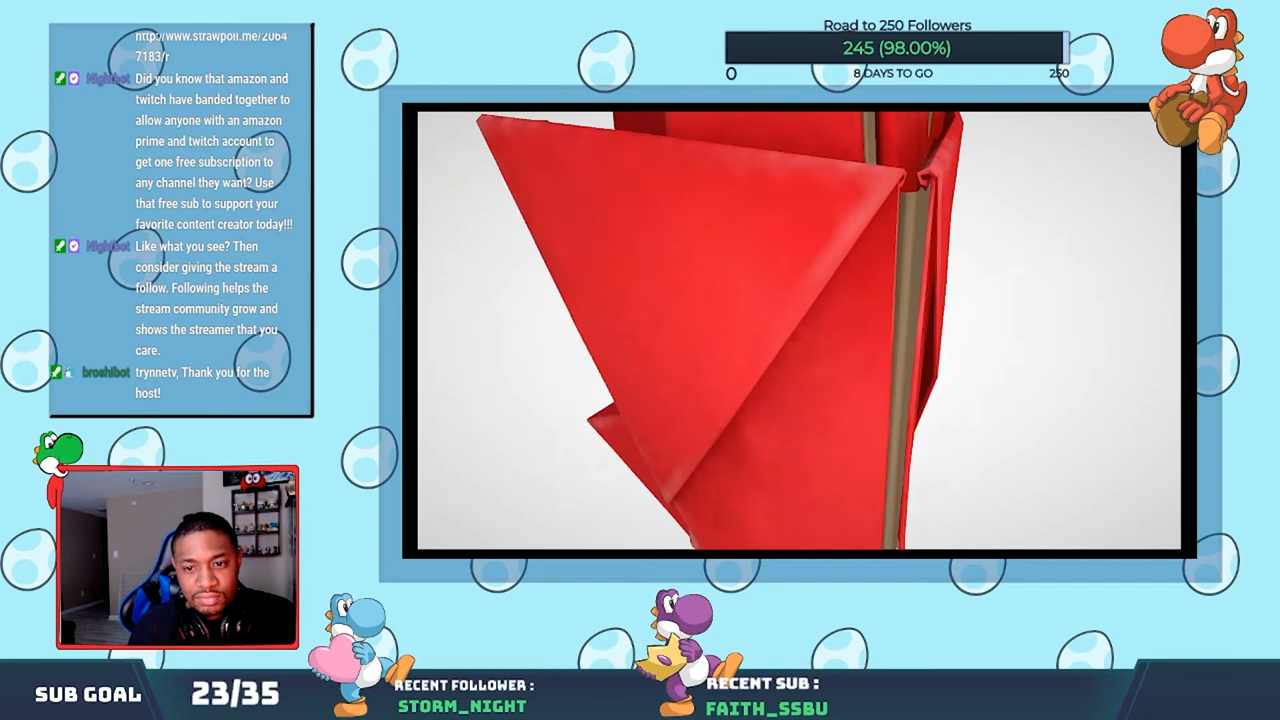 http://www.strawpoll.me/2064
7183/r
Nightbot Did you know that amazon and
twitch have banded together to
allow anyone with an amazon
prime and twitch account to
get one free subscription to
any channel they want? Use
that free sub to support your
favorite content creator today!!!
Nightbot Like what you see? Then
consider giving the stream a
follow. Following helps the
stream community grow and
shows the streamer that you
care.
broshibot trynnetv, Thank you for the
host!
Road to 250 Followers
245 (98.00%)
0 8 DAYS TO GO 250
SUB GOAL 23/35
RECENT FOLLOWER :
STORM_NIGHT
RECENT SUB :
FAITH_SSBU